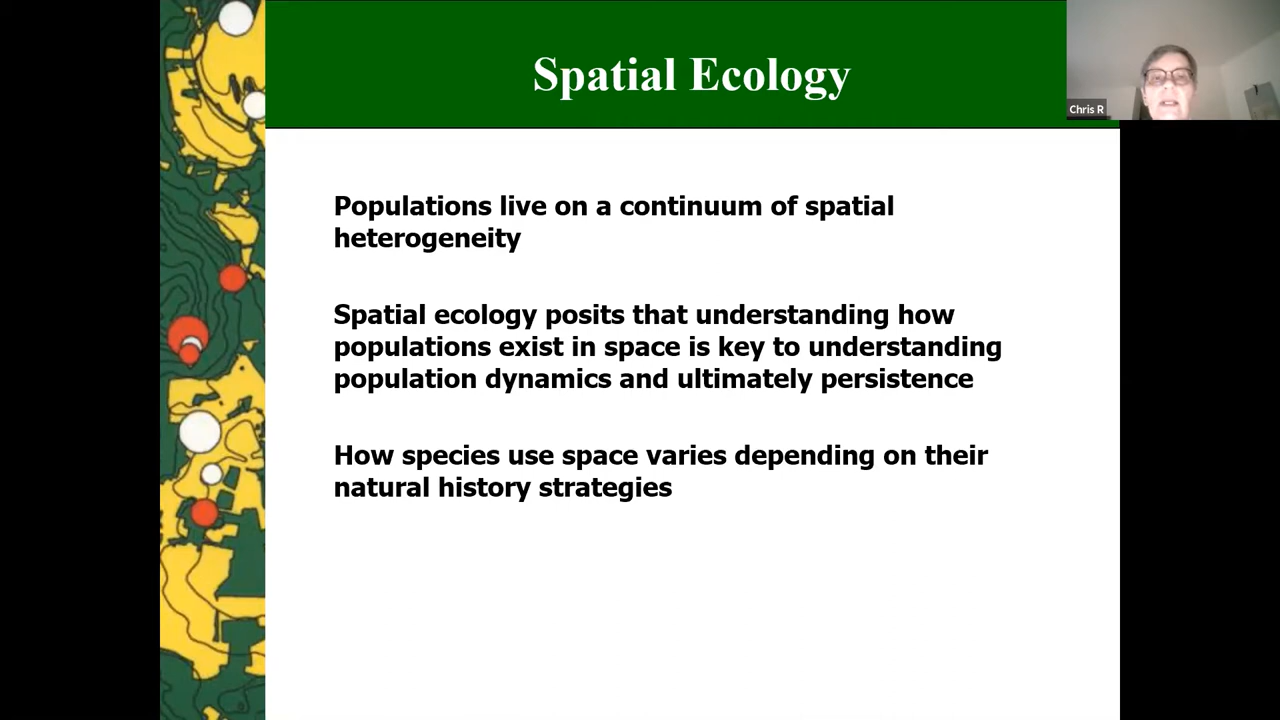 Spatial Ecology
Chris R
Populations live on a continuum of spatial
heterogeneity
Spatial ecology posits that understanding how
populations exist in space is key to understanding
population dynamics and ultimately persistence
How species use space varies depending on their
natural history strategies